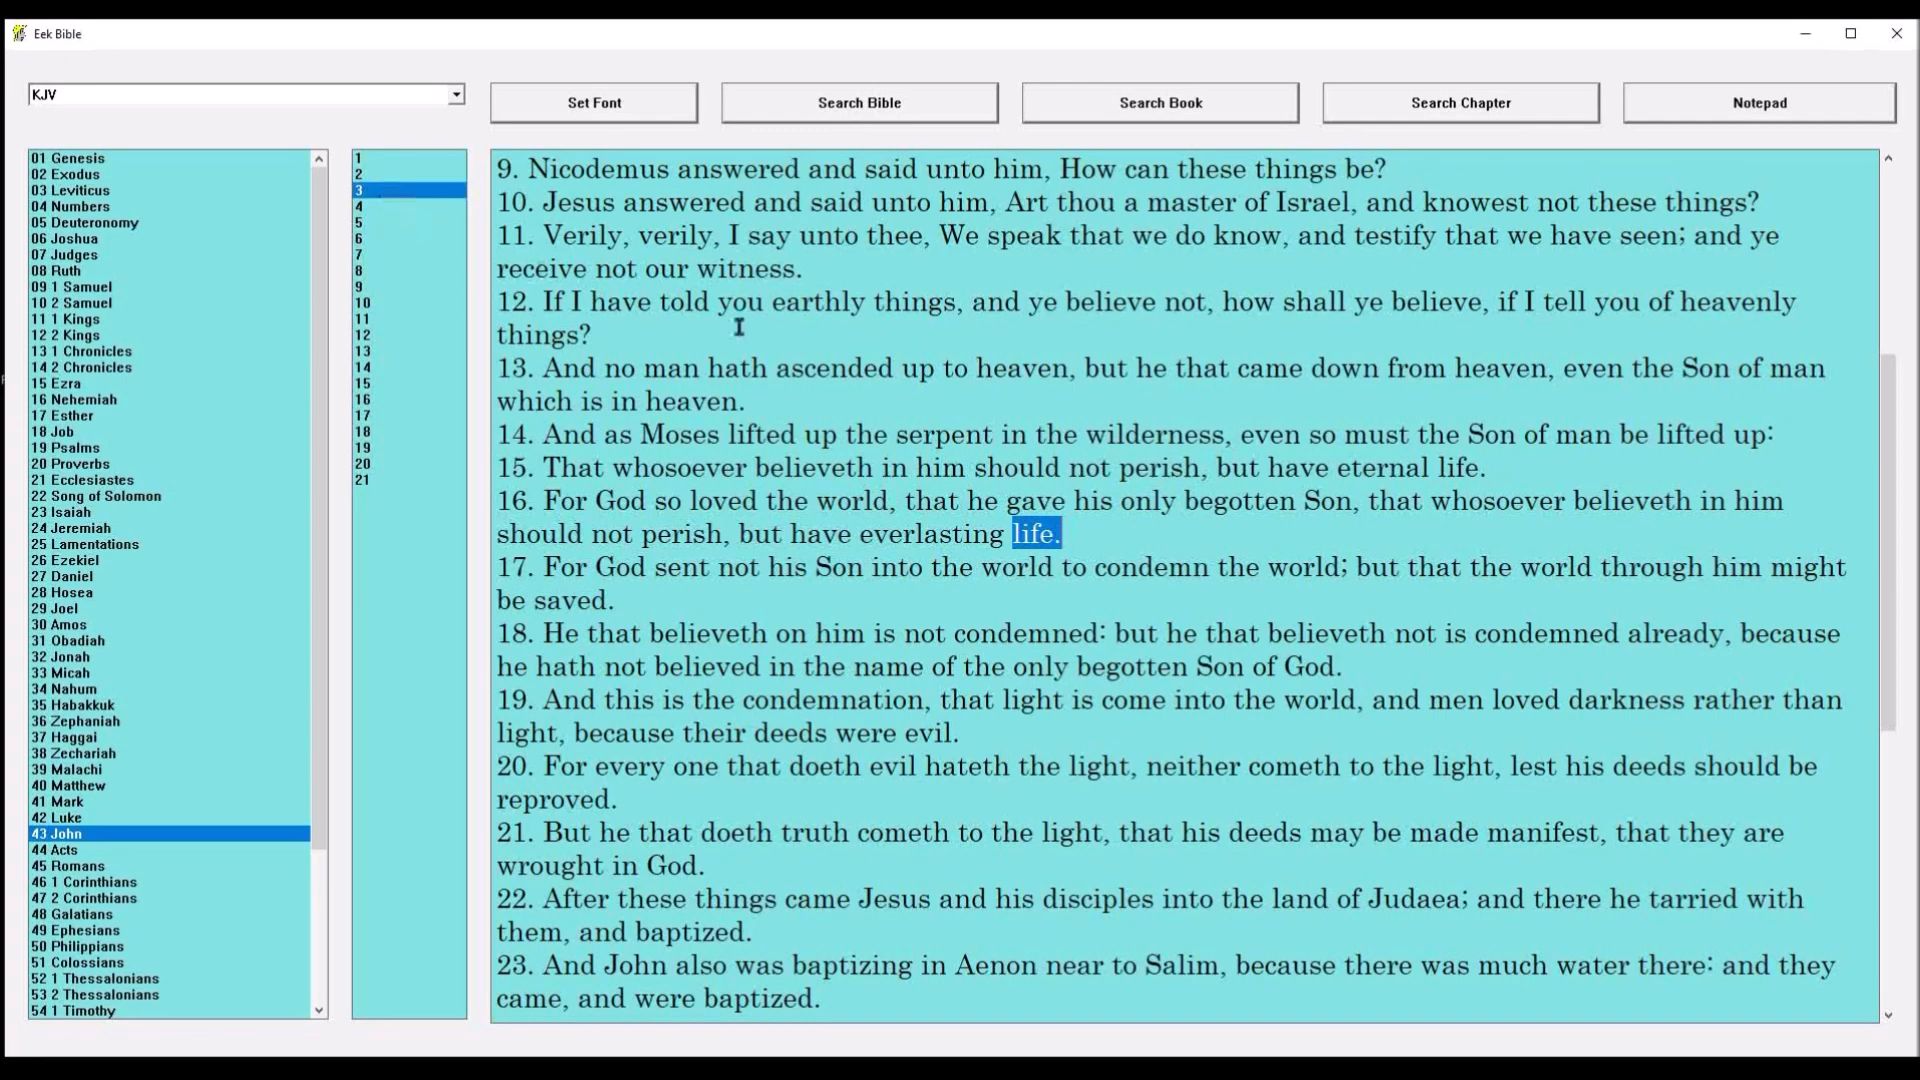 Eek Bible
KJV
Set Font
Search Bible
Search Book
Search Chapter
Notepad
01 Genesis
02 Exodus
03 Leviticus
04 Numbers
05 Deuteronomy
06 Joshua
07 Judges
08 Ruth
09 1 Samuel
10 2 Samuel
11 1 Kings
12 2 Kings
13 1 Chronicles
14 2 Chronicles
15 Ezra
16 Nehemiah
17 Esther
18 Job
19 Psalms
20 Proverbs
21 Ecclesiastes
22 Song of Solomon
23 Isaiah
24 Jeremiah
25 Lamentations
26 Ezekiel
27 Daniel
28 Hosea
29 Joel
30 Amos
31 Obadiah
32 Jonah
33 Micah
34 Nahum
35 Habakkuk
36 Zephaniah
37 Haggai
38 Zechariah
39 Malachi
40 Matthew
41 Mark
42 Luke
43 John
44 Acts
45 Romans
46 1 Corinthians
47 2 Corinthians
48 Galatians
49 Ephesians
50 Philippians
51 Colossians
52 1 Thessalonians
53 2 Thessalonians
54 1 Timothy
1
2
3
4
5
6
7
8
9
10
11
12
13
14
15
16
17
18
19
20
21
9. Nicodemus answered and said unto him, How can these things be?
10. Jesus answered and said unto him, Art thou a master of Israel, and knowest not these things?
11. Verily, verily, I say unto thee, We speak that we do know, and testify that we have seen; and ye
receive not our witness.
12. If I have told you earthly things, and ye believe not, how shall ye believe, if I tell you of heavenly
things?
13. And no man hath ascended up to heaven, but he that came down from heaven, even the Son of man
which is in heaven.
14. And as Moses lifted up the serpent in the wilderness, even so must the Son of man be lifted up:
15. That whosoever believeth in him should not perish, but have eternal life.
16. For God so loved the world, that he gave his only begotten Son, that whosoever believeth in him
should not perish, but have everlasting life.
17. For God sent not his Son into the world to condemn the world; but that the world through him might
be saved.
18. He that believeth on him is not condemned: but he that believeth not is condemned already, because
he hath not believed in the name of the only begotten Son of God.
19. And this is the condemnation, that light is come into the world, and men loved darkness rather than
light, because their deeds were evil.
20. For every one that doeth evil hateth the light, neither cometh to the light, lest his deeds should be
reproved.
21. But he that doeth truth cometh to the light, that his deeds may be made manifest, that they are
wrought in God.
22. After these things came Jesus and his disciples into the land of Judaea; and there he tarried with
them, and baptized.
23. And John also was baptizing in Aenon near to Salim, because there was much water there: and they
came, and were baptized.